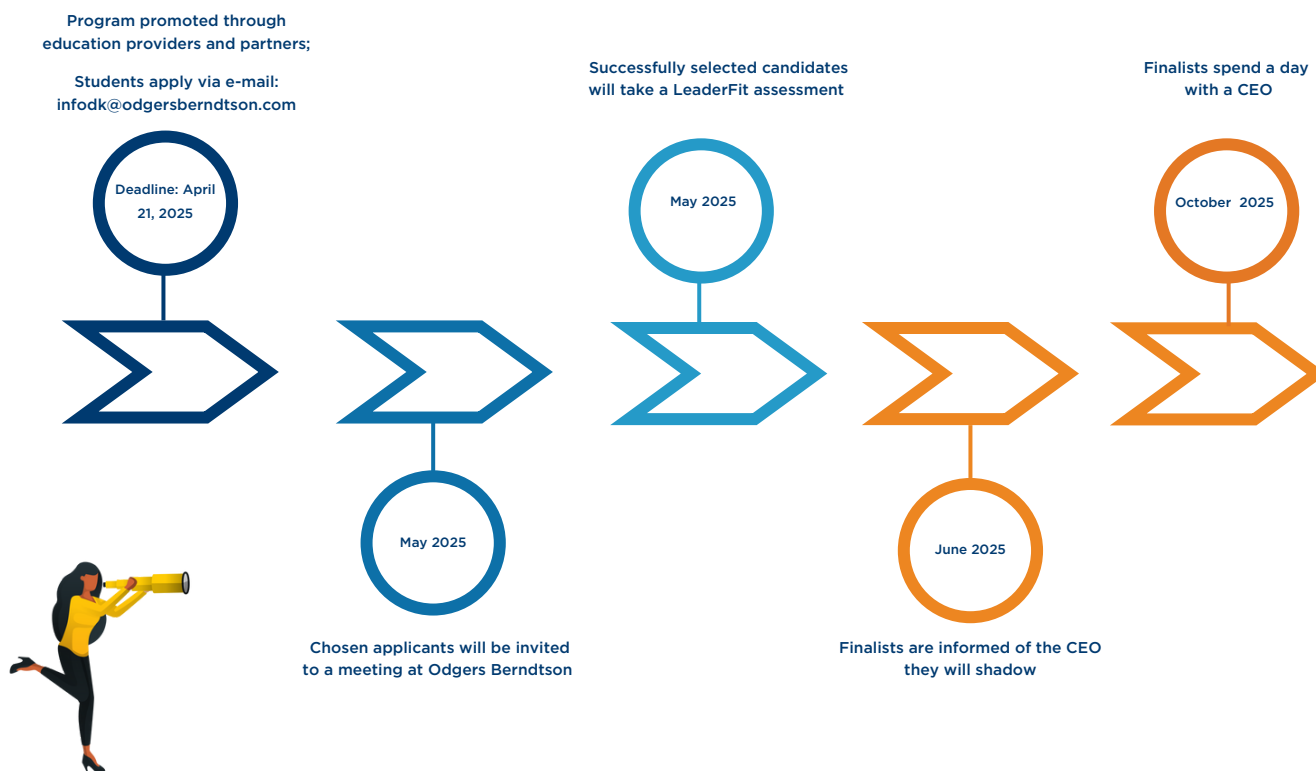 Program promoted through
education providers and partners;
Students apply via e-mail:
infodk@odgersberndtson.com
Deadline: April
21, 2025
May 2025
Chosen applicants will be invited
to a meeting at Odgers Berndtson
Successfully selected candidates
will take a LeaderFit assessment
May 2025
June 2025
Finalists are informed of the CEO
they will shadow
Finalists spend a day
with a CEO
October 2025